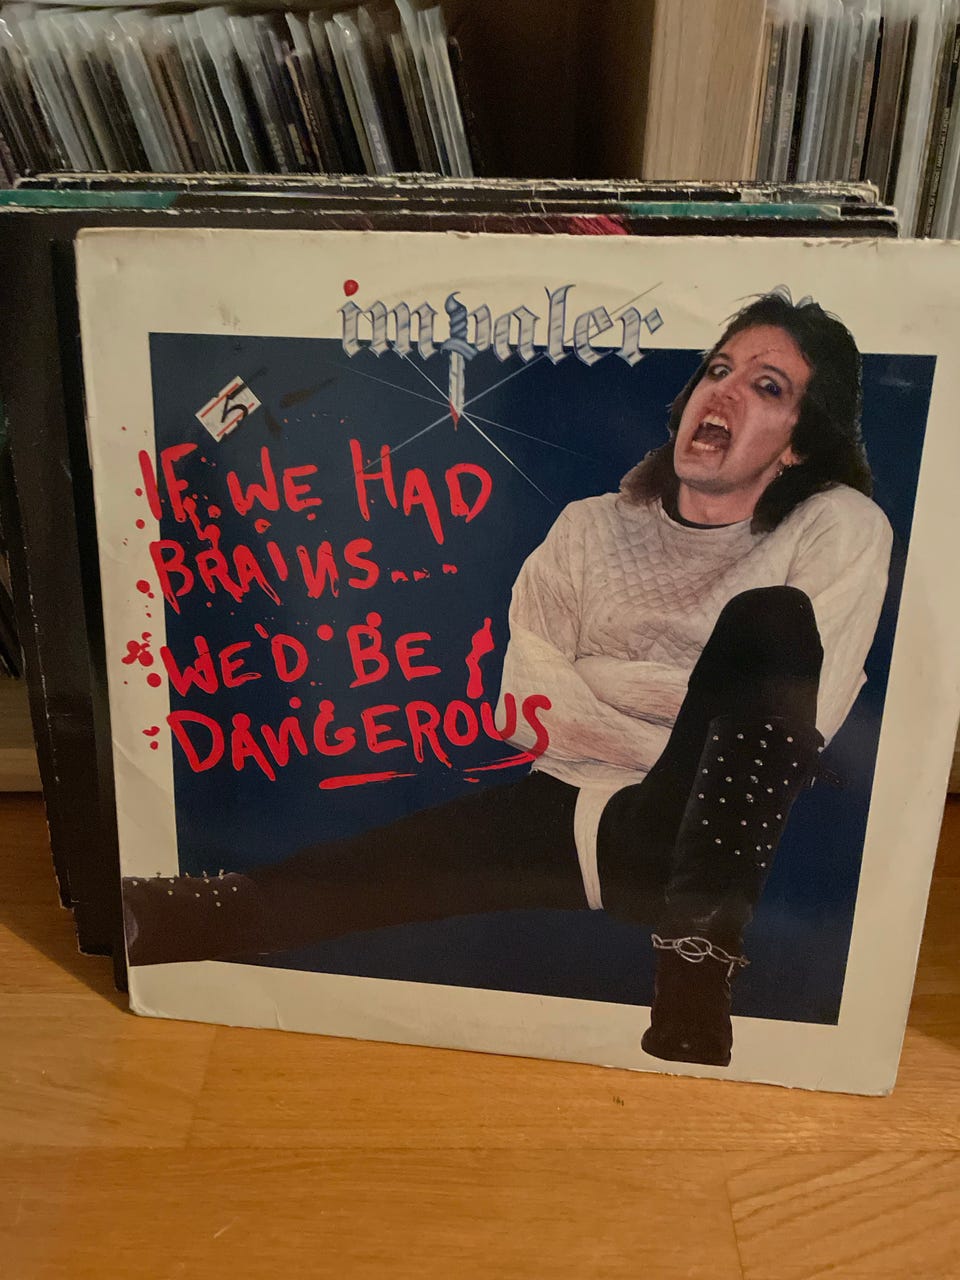 impaler
5
IF WE HAD
BRAINS...
WE'D BE
DANGEROUS